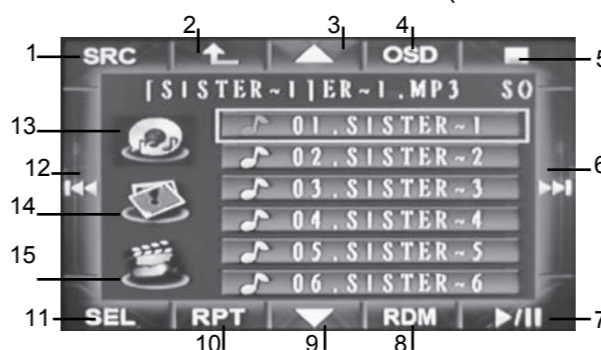 2 3 4
1 SRC OSD 5
[SISTER~1]ER~1.MP3 SO
13 01.SISTER~1
02.SISTER~2
12 6
03.SISTER~3
14 04.SISTER~4
15 05.SISTER~5
06.SISTER~6
11 SEL RPT RDM 7
10 9 8